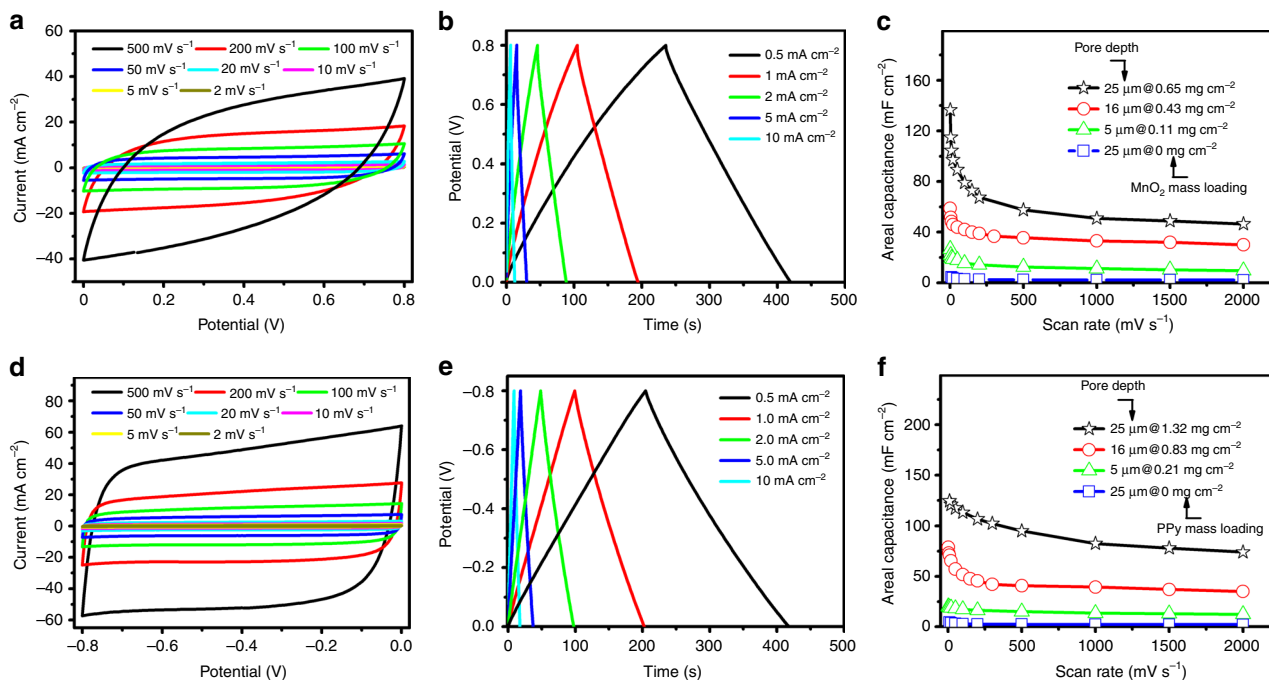 a
500 mV s⁻¹ 200 mV s⁻¹ 100 mV s⁻¹
50 mV s⁻¹ 20 mV s⁻¹ 10 mV s⁻¹
5 mV s⁻¹ 2 mV s⁻¹
60
40
20
0
–20
–40
Current (mA cm⁻²)
0 0.2 0.4 0.6 0.8
Potential (V)
b
0.5 mA cm⁻²
1 mA cm⁻²
2 mA cm⁻²
5 mA cm⁻²
10 mA cm⁻²
0.8
0.6
0.4
0.2
0.0
Potential (V)
0 100 200 300 400 500
Time (s)
c
Pore depth
25 μm@0.65 mg cm⁻²
16 μm@0.43 mg cm⁻²
5 μm@0.11 mg cm⁻²
25 μm@0 mg cm⁻²
MnO₂ mass loading
160
120
80
40
0
Areal capacitance (mF cm⁻²)
0 500 1000 1500 2000
Scan rate (mV s⁻¹)
d
500 mV s⁻¹ 200 mV s⁻¹ 100 mV s⁻¹
50 mV s⁻¹ 20 mV s⁻¹ 10 mV s⁻¹
5 mV s⁻¹ 2 mV s⁻¹
80
60
40
20
0
–20
–40
–60
Current (mA cm⁻²)
–0.8 –0.6 –0.4 –0.2 0.0
Potential (V)
e
0.5 mA cm⁻²
1.0 mA cm⁻²
2.0 mA cm⁻²
5.0 mA cm⁻²
10 mA cm⁻²
–0.8
–0.6
–0.4
–0.2
0.0
Potential (V)
0 100 200 300 400 500
Time (s)
f
Pore depth
25 μm@1.32 mg cm⁻²
16 μm@0.83 mg cm⁻²
5 μm@0.21 mg cm⁻²
25 μm@0 mg cm⁻²
PPy mass loading
200
150
100
50
0
Areal capacitance (mF cm⁻²)
0 500 1000 1500 2000
Scan rate (mV s⁻¹)